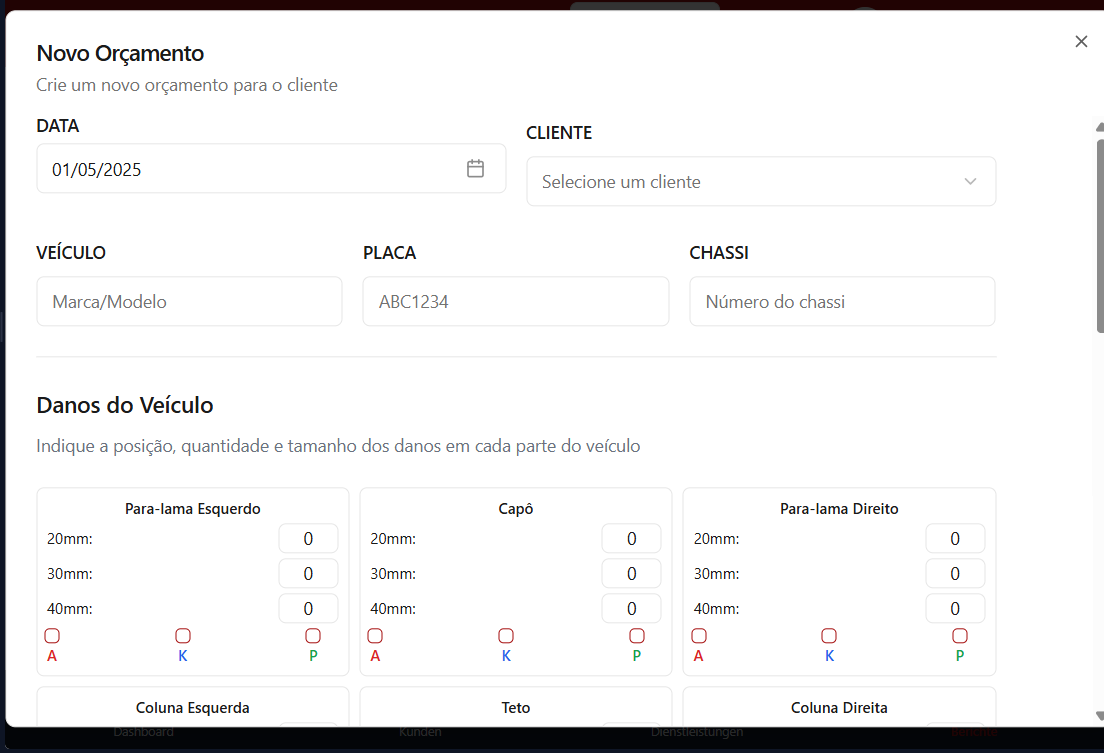 Novo Orçamento
Crie um novo orçamento para o cliente
DATA
CLIENTE
01/05/2025
Selecione um cliente
VEÍCULO PLACA CHASSI
Marca/Modelo ABC1234 Número do chassi
Danos do Veículo
Indique a posição, quantidade e tamanho dos danos em cada parte do veículo
Para-lama Esquerdo Capô Para-lama Direito
20mm: 0 20mm: 0 20mm: 0
30mm: 0 30mm: 0 30mm: 0
40mm: 0 40mm: 0 40mm: 0
A K P A K P A K P
Coluna Esquerda Teto Coluna Direita
Dashboard Kunden Dienstleistungen